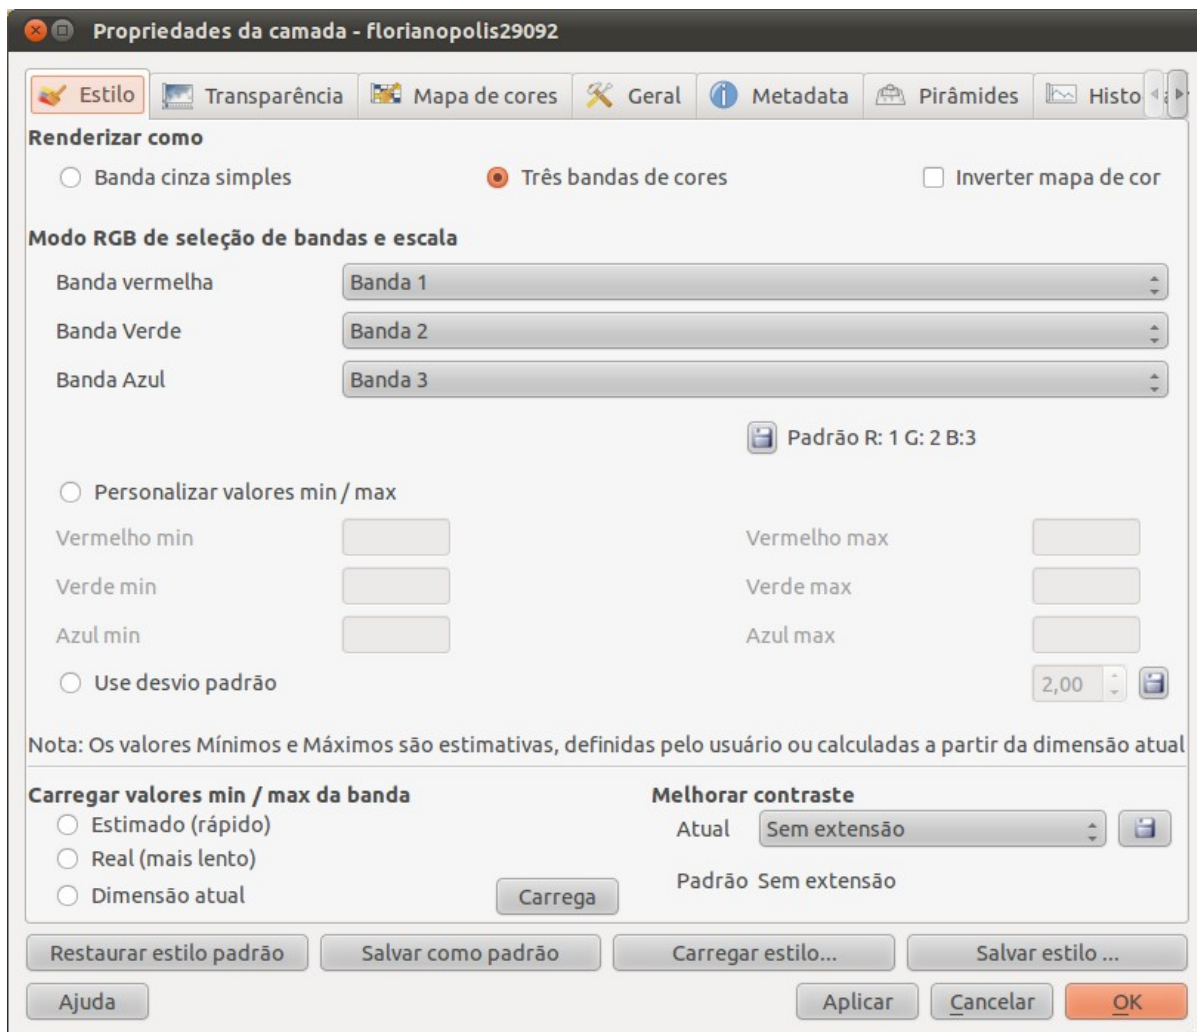 Propriedades da camada - florianopolis29092
Estilo Transparência Mapa de cores Geral Metadata Pirâmides Histo
Renderizar como
Banda cinza simples Três bandas de cores Inverter mapa de cor
Modo RGB de seleção de bandas e escala
Banda vermelha Banda 1
Banda Verde Banda 2
Banda Azul Banda 3
Padrão R: 1 G: 2 B:3
Personalizar valores min / max
Vermelho min Vermelho max
Verde min Verde max
Azul min Azul max
Use desvio padrão 2,00
Nota: Os valores Mínimos e Máximos são estimativas, definidas pelo usuário ou calculadas a partir da dimensão atual
Carregar valores min / max da banda Melhorar contraste
Estimado (rápido) Atual Sem extensão
Real (mais lento)
Dimensão atual Carrega Padrão Sem extensão
Restaurar estilo padrão Salvar como padrão Carregar estilo... Salvar estilo ...
Ajuda Aplicar Cancelar OK